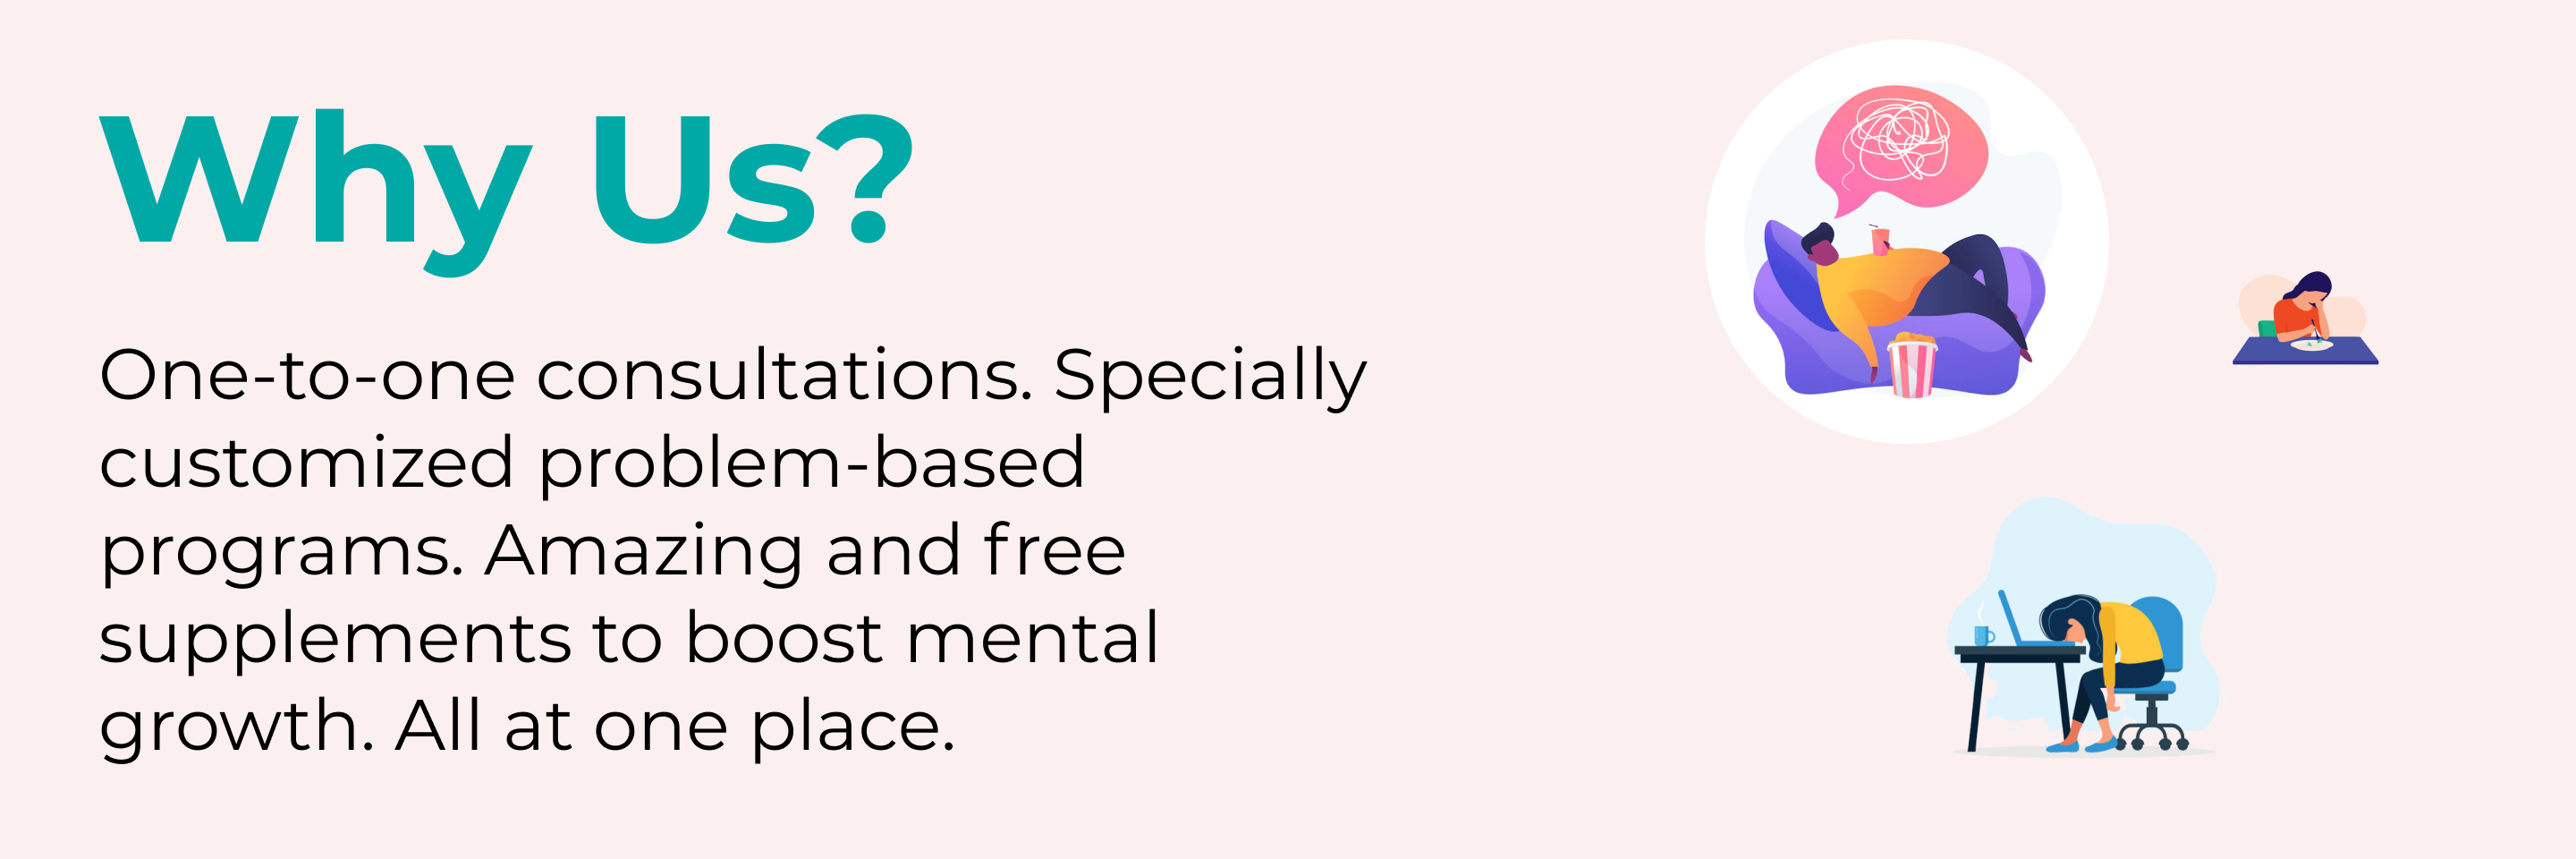 Why Us?
One-to-one consultations. Specially
customized problem-based
programs. Amazing and free
supplements to boost mental
growth. All at one place.